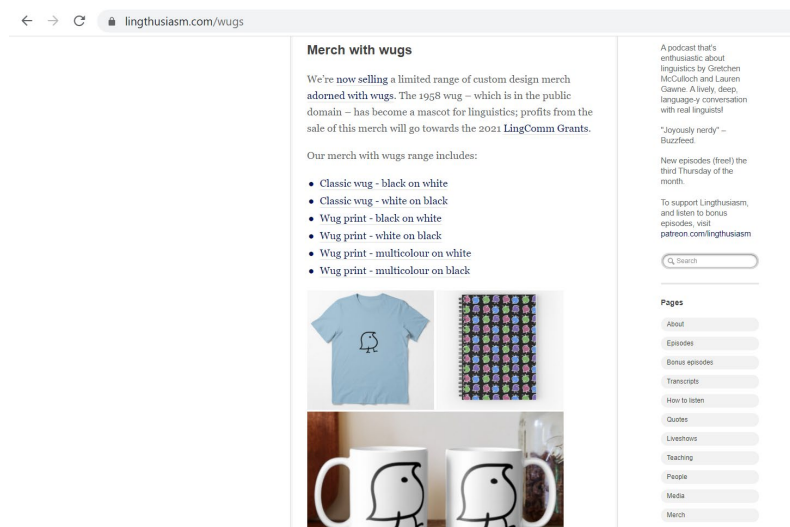 lingthusiasm.com/wugs
Merch with wugs
We're now selling a limited range of custom design merch
adorned with wugs. The 1958 wug – which is in the public
domain – has become a mascot for linguistics; profits from the
sale of this merch will go towards the 2021 LingComm Grants.
Our merch with wugs range includes:
Classic wug - black on white
Classic wug - white on black
Wug print - black on white
Wug print - white on black
Wug print - multicolour on white
Wug print - multicolour on black
A podcast that's
enthusiastic about
linguistics by Gretchen
McCulloch and Lauren
Gawne. A lively, deep,
language-y conversation
with real linguists!
"Joyously nerdy" –
Buzzfeed.
New episodes (free!) the
third Thursday of the
month.
To support Lingthusiasm,
and listen to bonus
episodes, visit
patreon.com/lingthusiasm
Search
Pages
About
Episodes
Bonus episodes
Transcripts
How to listen
Quotes
Liveshows
Teaching
People
Media
Merch